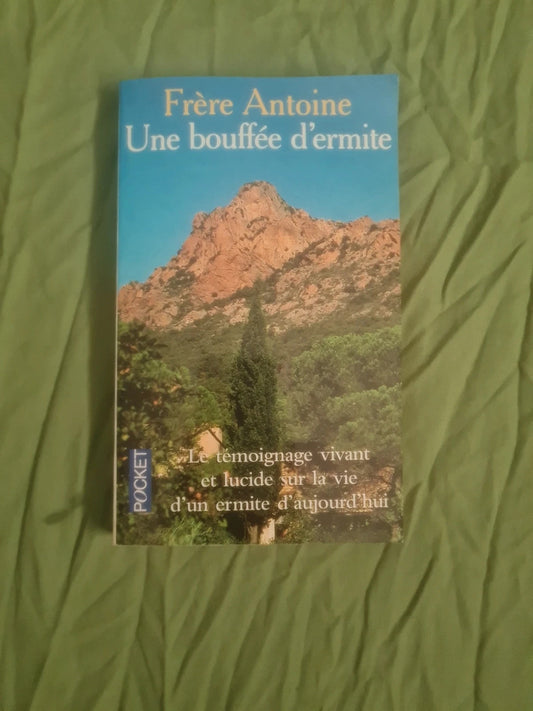 Frère Antoine
Une bouffée d'ermite
Le témoignage vivant
et lucide sur la vie
d'un ermite d'aujourd'hui
POCKET